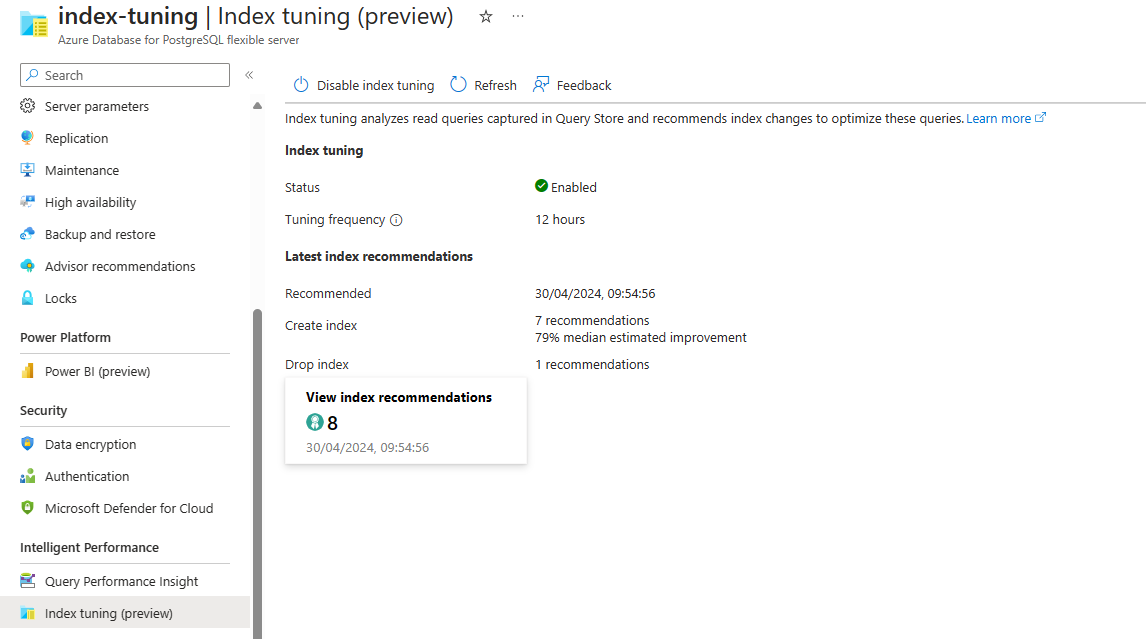 index-tuning | Index tuning (preview)
Azure Database for PostgreSQL flexible server
Search
Server parameters
Replication
Maintenance
High availability
Backup and restore
Advisor recommendations
Locks
Power Platform
Power BI (preview)
Security
Data encryption
Authentication
Microsoft Defender for Cloud
Intelligent Performance
Query Performance Insight
Index tuning (preview)
Disable index tuning Refresh Feedback
Index tuning analyzes read queries captured in Query Store and recommends index changes to optimize these queries. Learn more
Index tuning
Status Enabled
Tuning frequency 12 hours
Latest index recommendations
Recommended 30/04/2024, 09:54:56
Create index 7 recommendations
79% median estimated improvement
Drop index 1 recommendations
View index recommendations
8
30/04/2024, 09:54:56